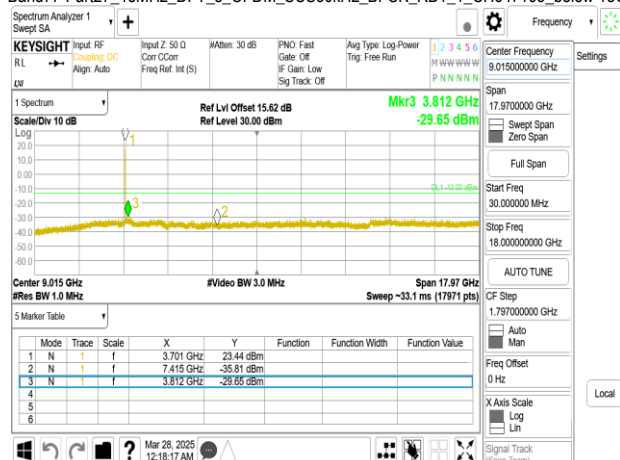 Spectrum Analyzer 1
Swept SA
Frequency
KEYSIGHT
RL
LXI
Input: RF
Coupling: DC
Align: Auto
Input Z: 50 Ω
Corr CCorr
Freq Ref: Int (S)
#Atten: 30 dB
PNO: Fast
Gate: Off
IF Gain: Low
Sig Track: Off
Avg Type: Log-Power
Trig: Free Run
1 2 3 4 5 6
M W W W W W
P N N N N N
1 Spectrum
Scale/Div 10 dB
Ref Lvl Offset 15.62 dB
Ref Level 30.00 dBm
Mkr3 3.812 GHz
-29.65 dBm
Log
20.0
10.0
0.00
-10.0
-20.0
-30.0
-40.0
-50.0
-60.0
1
2
3
DL1 -13.00 dBm
Center 9.015 GHz
#Res BW 1.0 MHz
#Video BW 3.0 MHz
Span 17.97 GHz
Sweep ~33.1 ms (17971 pts)
5 Marker Table
Mode Trace Scale X Y Function Function Width Function Value
1 N 1 f 3.701 GHz 23.44 dBm
2 N 1 f 7.415 GHz -35.81 dBm
3 N 1 f 3.812 GHz -29.65 dBm
4
5
6
Mar 28, 2025
12:18:17 AM
Center Frequency
9.015000000 GHz
Span
17.9700000 GHz
Swept Span
Zero Span
Full Span
Start Freq
30.000000 MHz
Stop Freq
18.000000000 GHz
AUTO TUNE
CF Step
1.797000000 GHz
Auto
Man
Freq Offset
0 Hz
X Axis Scale
Log
Lin
Signal Track
Settings
Local